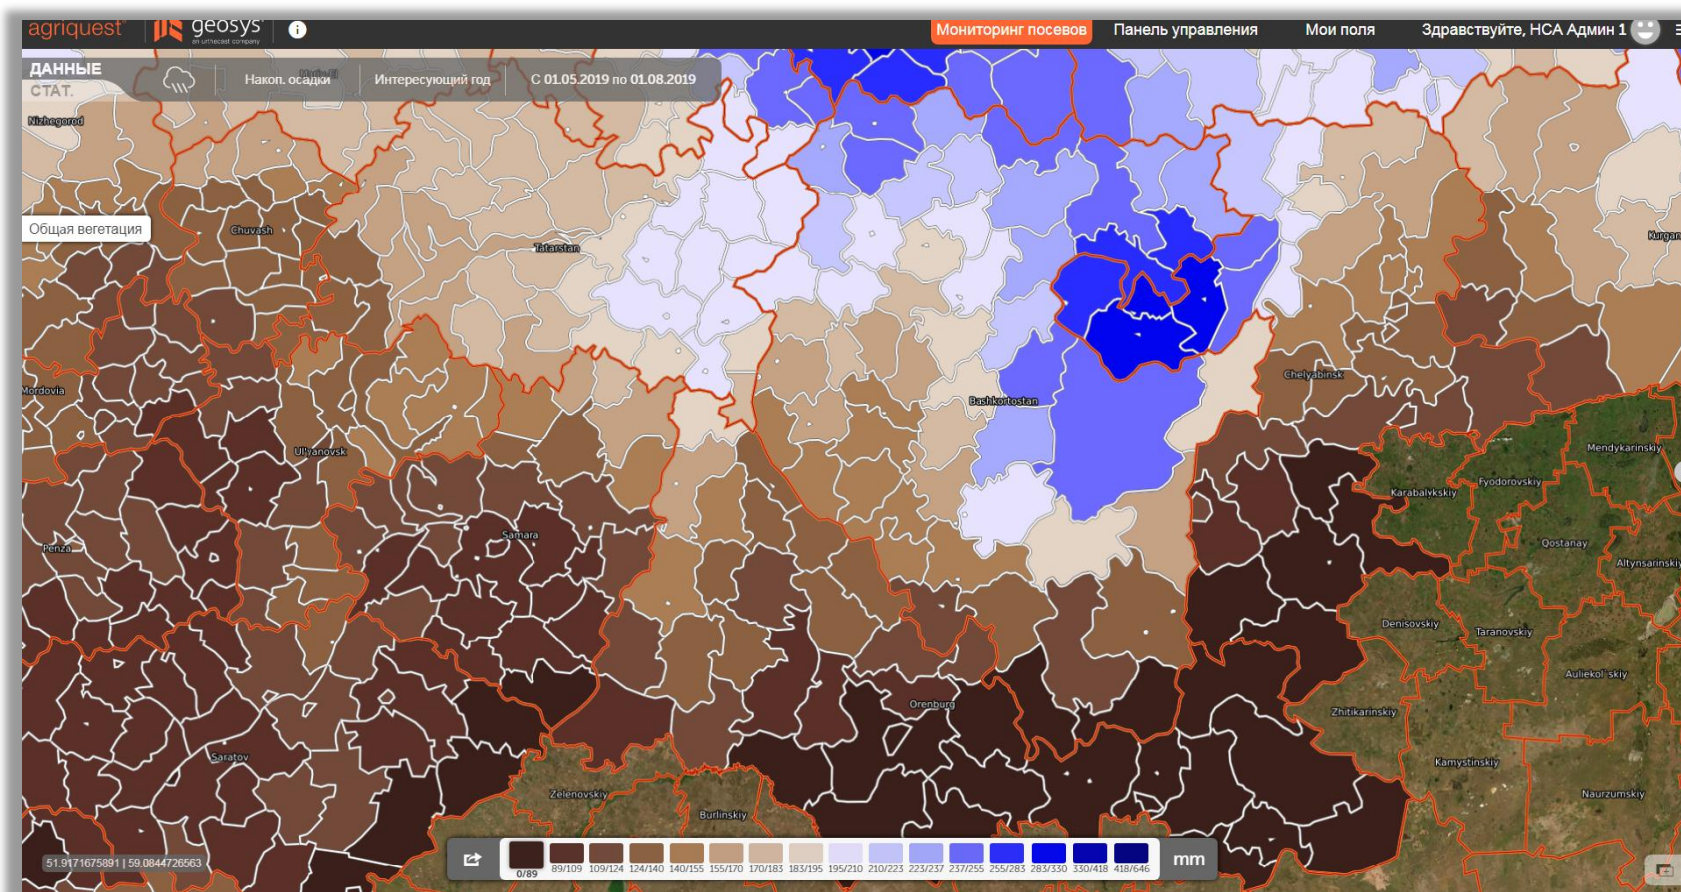 agriquest
geosys
an urthecast company
i
Мониторинг посевов
Панель управления
Мои поля
Здравствуйте, НСА Админ 1
ДАННЫЕ
СТАТ.
Накоп. осадки
Интересующий год
С 01.05.2019 по 01.08.2019
Nizhegorod
Общая вегетация
Chuvash
Tatarstan
Kurgan
Mordovia
Bashkortostan
Chelyabinsk
Ul'yanovsk
Mendykarinskiy
Karabalykskiy
Fyodorovskiy
Penza
Samara
Qostanay
Altynsarinskiy
Denisovskiy
Taranovskiy
Auliekol'skiy
Orenburg
Zhitikarinskiy
Saratov
Kamystinskiy
Zelenovskiy
Naurzumskiy
Burlinskiy
51.9171675891 | 59.0844726563
0/89 89/109 109/124 124/140 140/155 155/170 170/183 183/195 195/210 210/223 223/237 237/255 255/283 283/330 330/418 418/646
mm